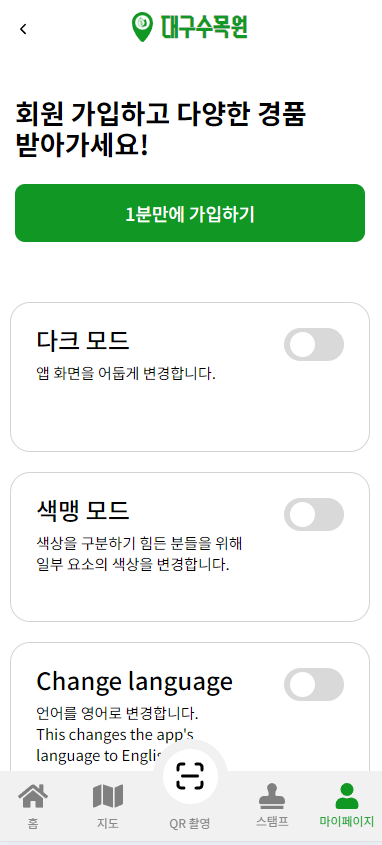 대구수목원
회원 가입하고 다양한 경품
받아가세요!
1분만에 가입하기
다크 모드
앱 화면을 어둡게 변경합니다.
색맹 모드
색상을 구분하기 힘든 분들을 위해
일부 요소의 색상을 변경합니다.
Change language
언어를 영어로 변경합니다.
This changes the app's
language to
홈
지도
QR 촬영
스탬프
마이페이지